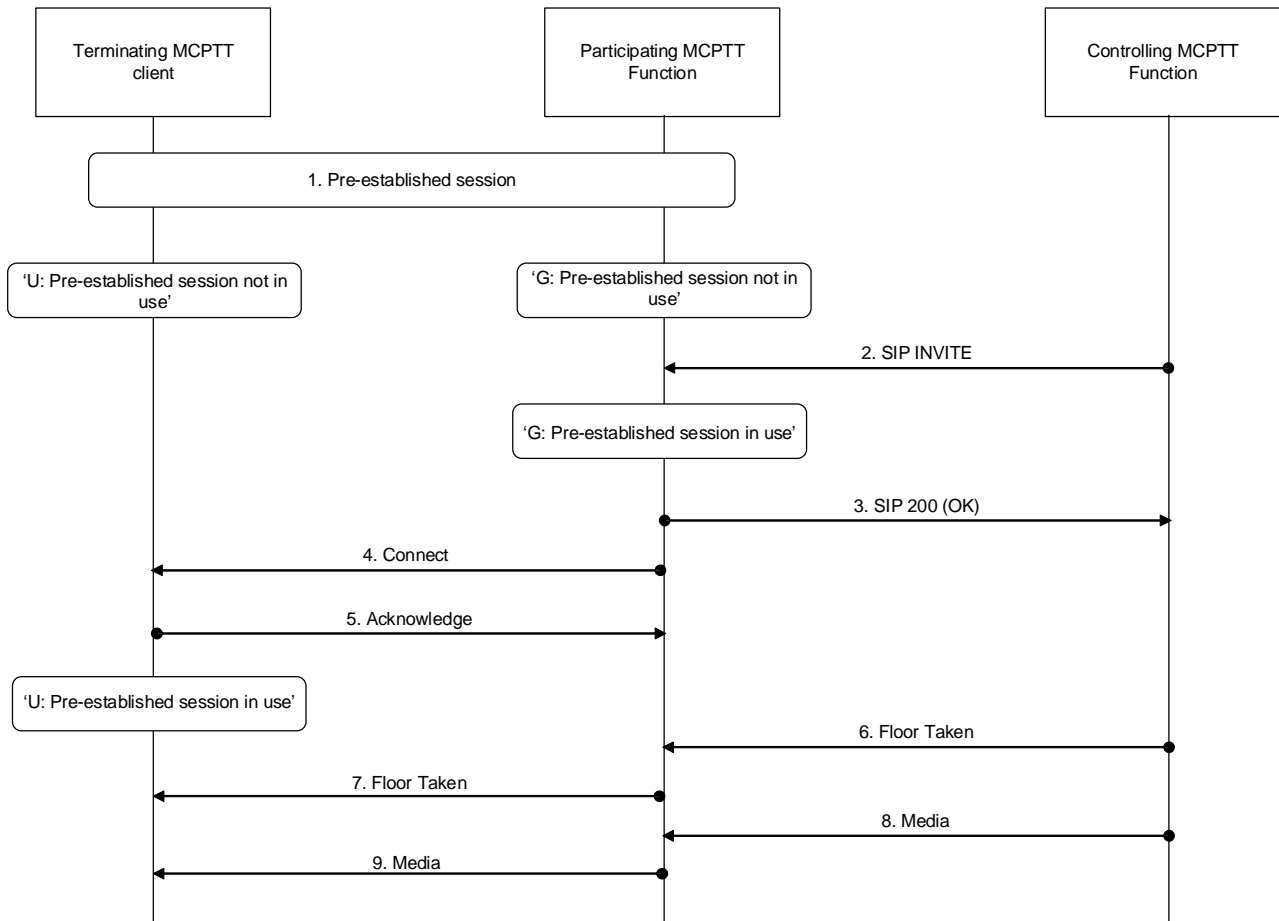 Terminating MCPTT
client
Participating MCPTT
Function
Controlling MCPTT
Function
1. Pre-established session
‘U: Pre-established session not in
use’
‘G: Pre-established session not in
use’
2. SIP INVITE
‘G: Pre-established session in use’
3. SIP 200 (OK)
4. Connect
5. Acknowledge
‘U: Pre-established session in use’
6. Floor Taken
7. Floor Taken
8. Media
9. Media